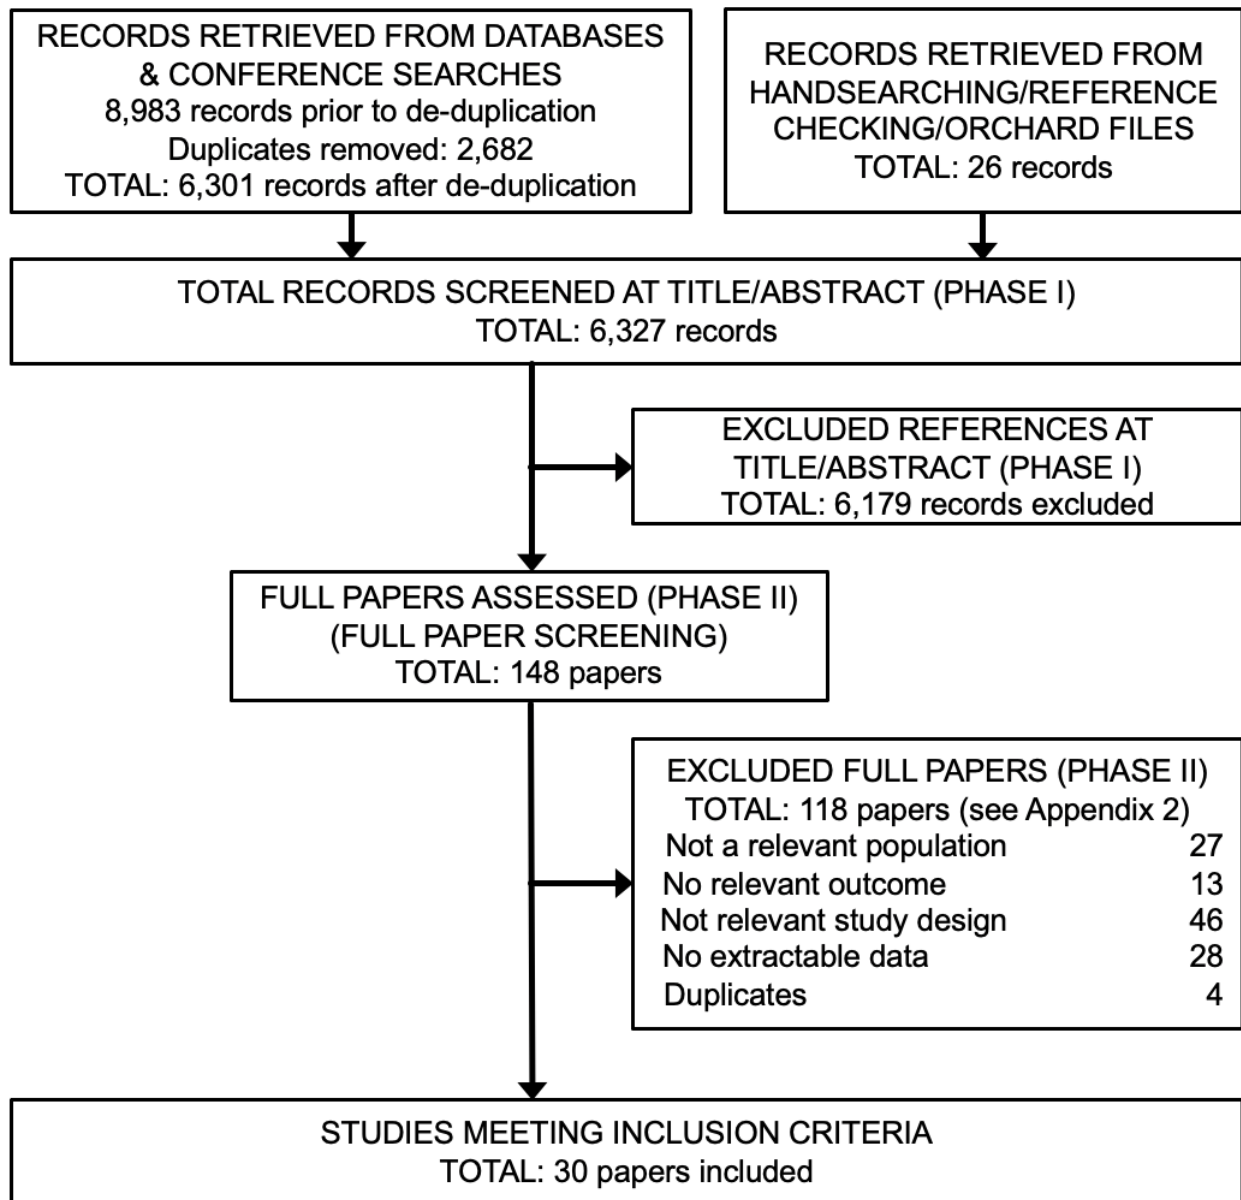 RECORDS RETRIEVED FROM DATABASES
& CONFERENCE SEARCHES
8,983 records prior to de-duplication
Duplicates removed: 2,682
TOTAL: 6,301 records after de-duplication
RECORDS RETRIEVED FROM
HANDSEARCHING/REFERENCE
CHECKING/ORCHARD FILES
TOTAL: 26 records
TOTAL RECORDS SCREENED AT TITLE/ABSTRACT (PHASE I)
TOTAL: 6,327 records
EXCLUDED REFERENCES AT
TITLE/ABSTRACT (PHASE I)
TOTAL: 6,179 records excluded
FULL PAPERS ASSESSED (PHASE II)
(FULL PAPER SCREENING)
TOTAL: 148 papers
EXCLUDED FULL PAPERS (PHASE II)
TOTAL: 118 papers (see Appendix 2)
Not a relevant population 27
No relevant outcome 13
Not relevant study design 46
No extractable data 28
Duplicates 4
STUDIES MEETING INCLUSION CRITERIA
TOTAL: 30 papers included